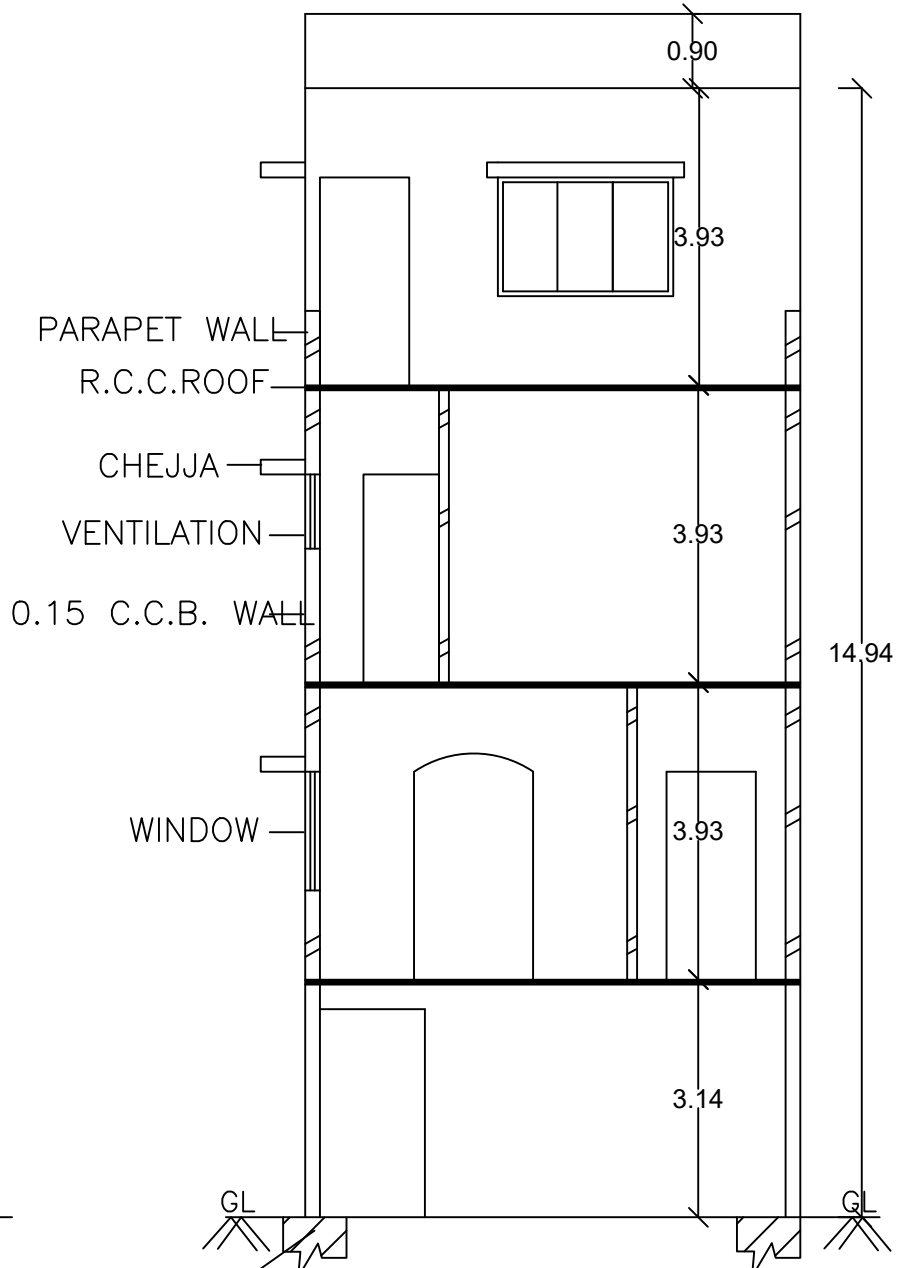 0.90
3.93
PARAPET WALL
R.C.C.ROOF
CHEJJA
VENTILATION
3.93
0.15 C.C.B. WALL
14.94
WINDOW
3.93
3.14
GL
GL